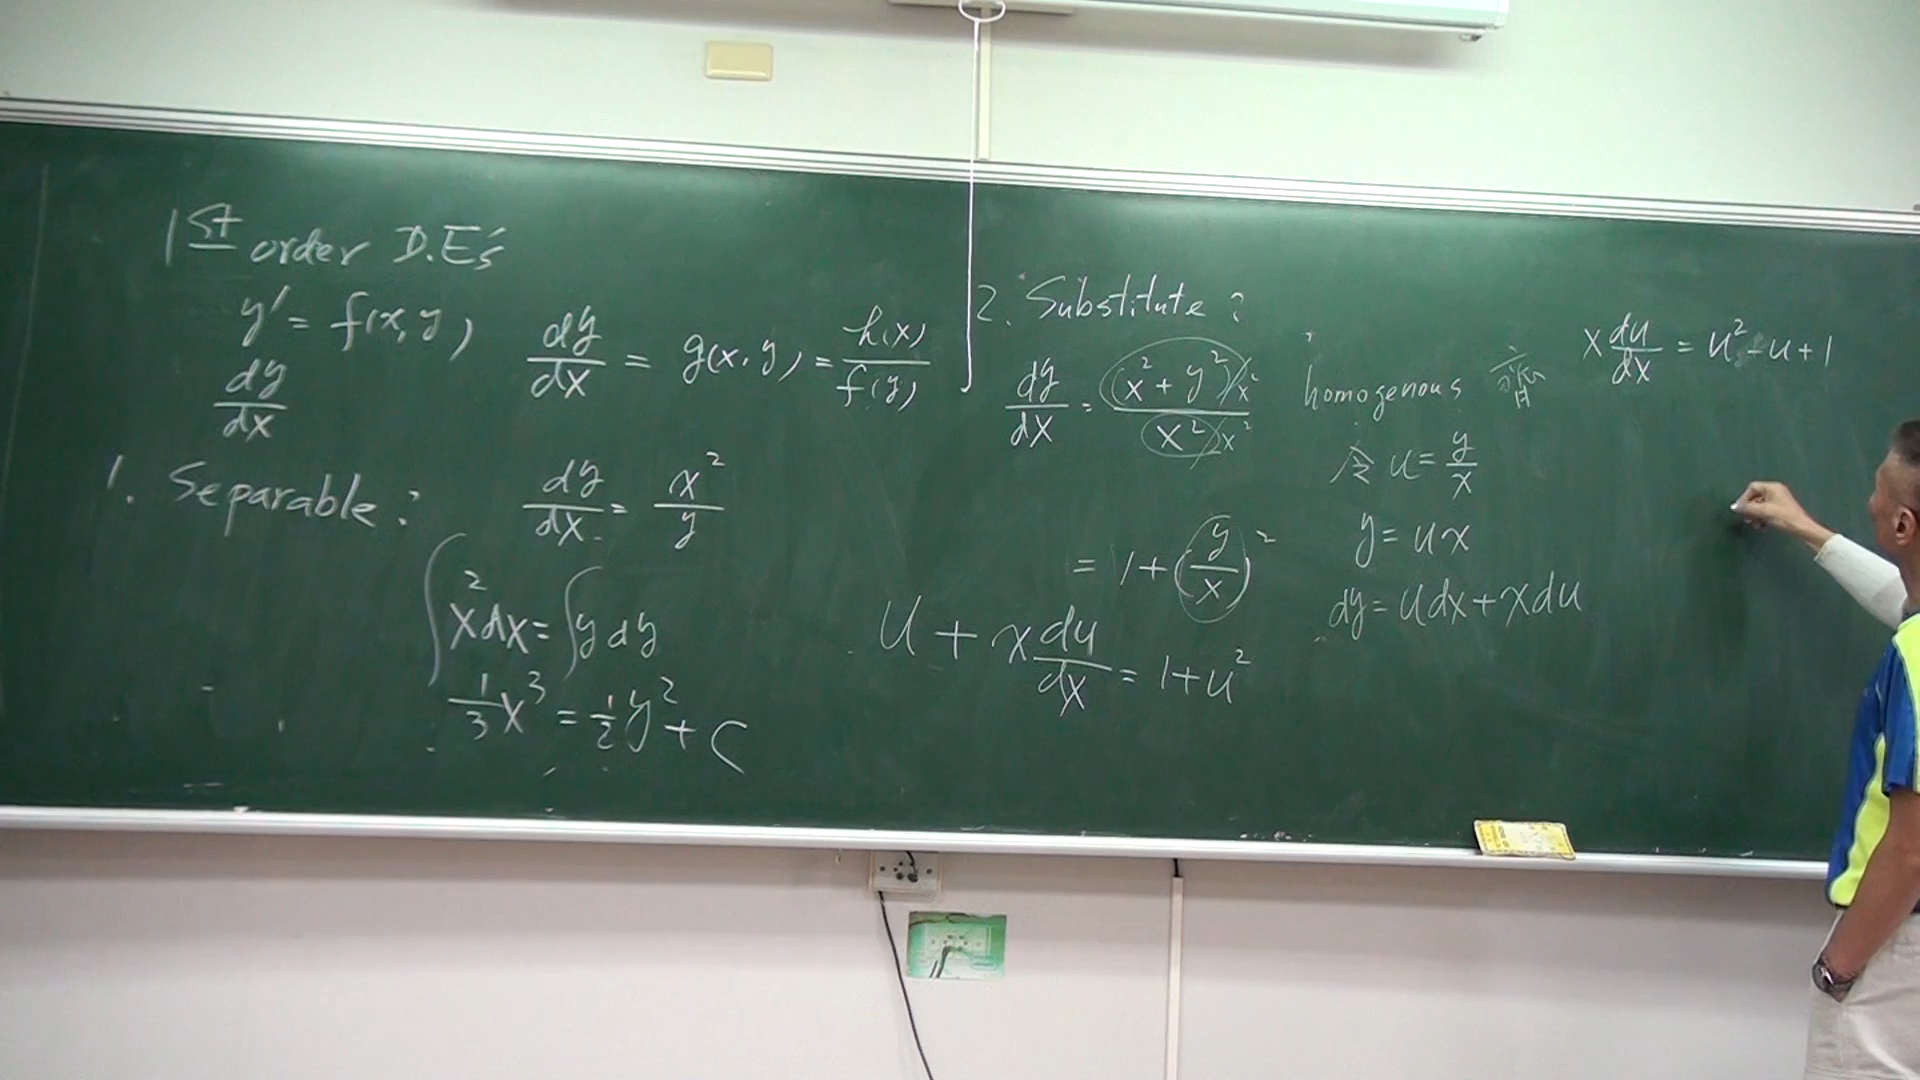 1st order D.E's
y' = f(x, y)
dy/dx
dy/dx = g(x, y) = h(x)/f(y)
1. Separable:
dy/dx = x²/y
∫x²dx = ∫y dy
1/3 x³ = 1/2 y² + C
2. Substitute:
dy/dx = (x² + y²)/x² / (x²)/x²
= 1 + (y/x)²
u + x du/dx = 1 + u²
homogenous
令 u = y/x
y = ux
dy = udx + xdu
x du/dx = u² - u + 1